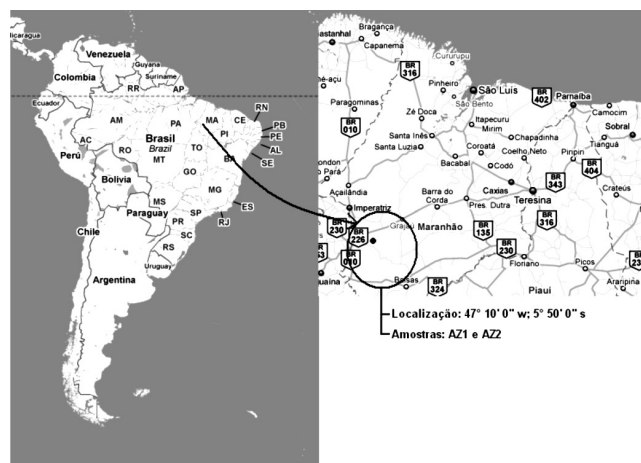 Nicaragua
Venezuela
Guyana
Suriname
Colombia
RR
AP
Ecuador
AM
PA
MA
CE
RN
PB
PE
AL
SE
PI
AC
RO
Brasil
Brazil
TO
BA
Perú
MT
GO
Bolivia
MG
MS
ES
SP
RJ
Paraguay
PR
SC
Chile
RS
Uruguay
Argentina
Bragança
Capanema
Cururupu
BR 316
Pinheiro
São Luís
São Bento
BR 402
Parnaíba
Camocim
Paragominas
Zé Doca
BR 010
Itapecuru Mirim
Chapadinha
Sobral
Tianguá
Santa Inês
Santa Luzia
Coroatá
Coelho Neto
Piripiri
Bacabal
Codó
BR 404
BR 343
Açailândia
Caxias
Crateús
Imperatriz
Barra do Corda
Pres. Dutra
Teresina
BR 230
BR 226
Grajaú
Maranhão
BR 135
BR 316
BR 010
BR 230
Floriano
Picos
Balsas
BR 324
Araripina
Piaui
Localização: 47° 10' 0'' w; 5° 50' 0'' s
Amostras: AZ1 e AZ2